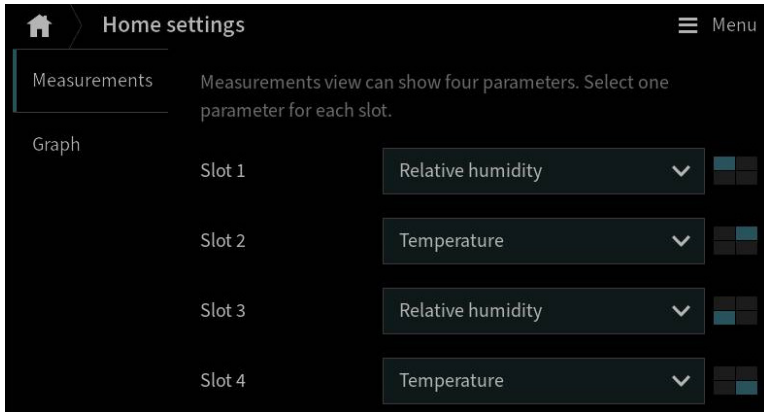 Home settings
Menu
Measurements
Graph
Measurements view can show four parameters. Select one
parameter for each slot.
Slot 1
Relative humidity
Slot 2
Temperature
Slot 3
Relative humidity
Slot 4
Temperature